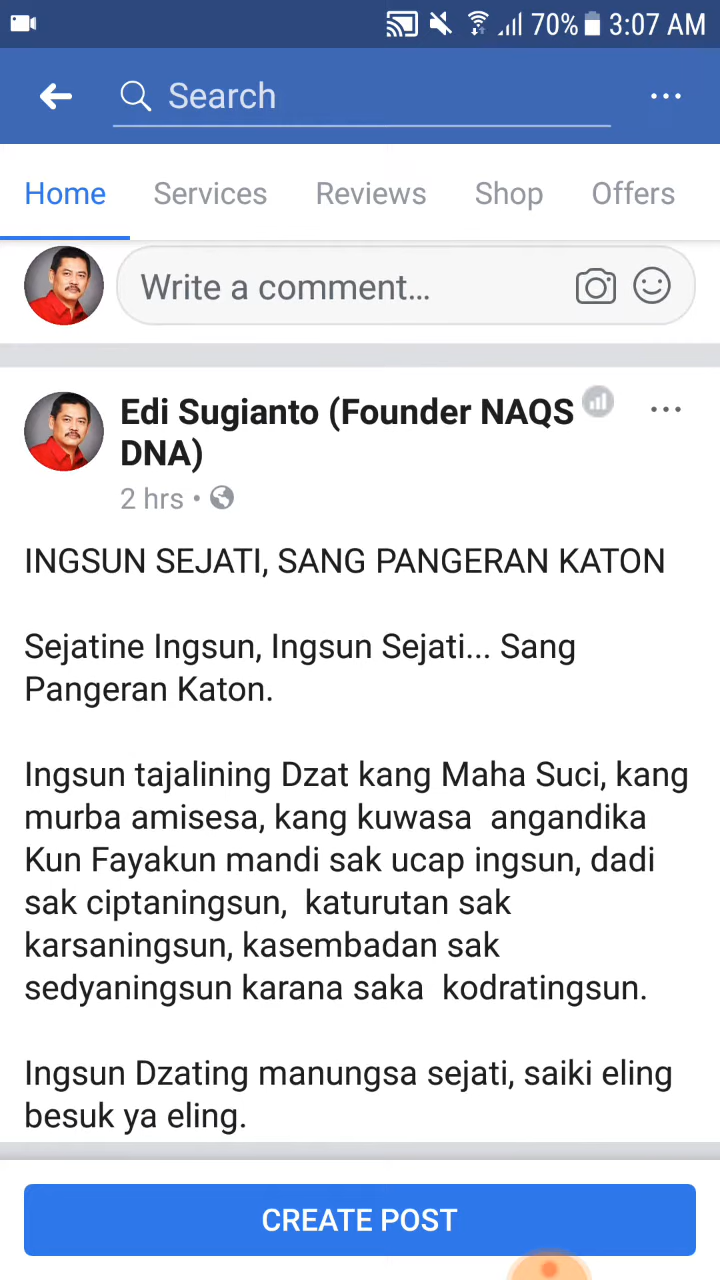 70% 3:07 AM
Search
Home Services Reviews Shop Offers
Write a comment...
Edi Sugianto (Founder NAQS
DNA)
2 hrs •
INGSUN SEJATI, SANG PANGERAN KATON
Sejatine Ingsun, Ingsun Sejati... Sang
Pangeran Katon.
Ingsun tajalining Dzat kang Maha Suci, kang
murba amisesa, kang kuwasa  angandika
Kun Fayakun mandi sak ucap ingsun, dadi
sak ciptaningsun,  katurutan sak
karsaningsun, kasembadan sak
sedyaningsun karana saka  kodratingsun.
Ingsun Dzating manungsa sejati, saiki eling
besuk ya eling.
CREATE POST